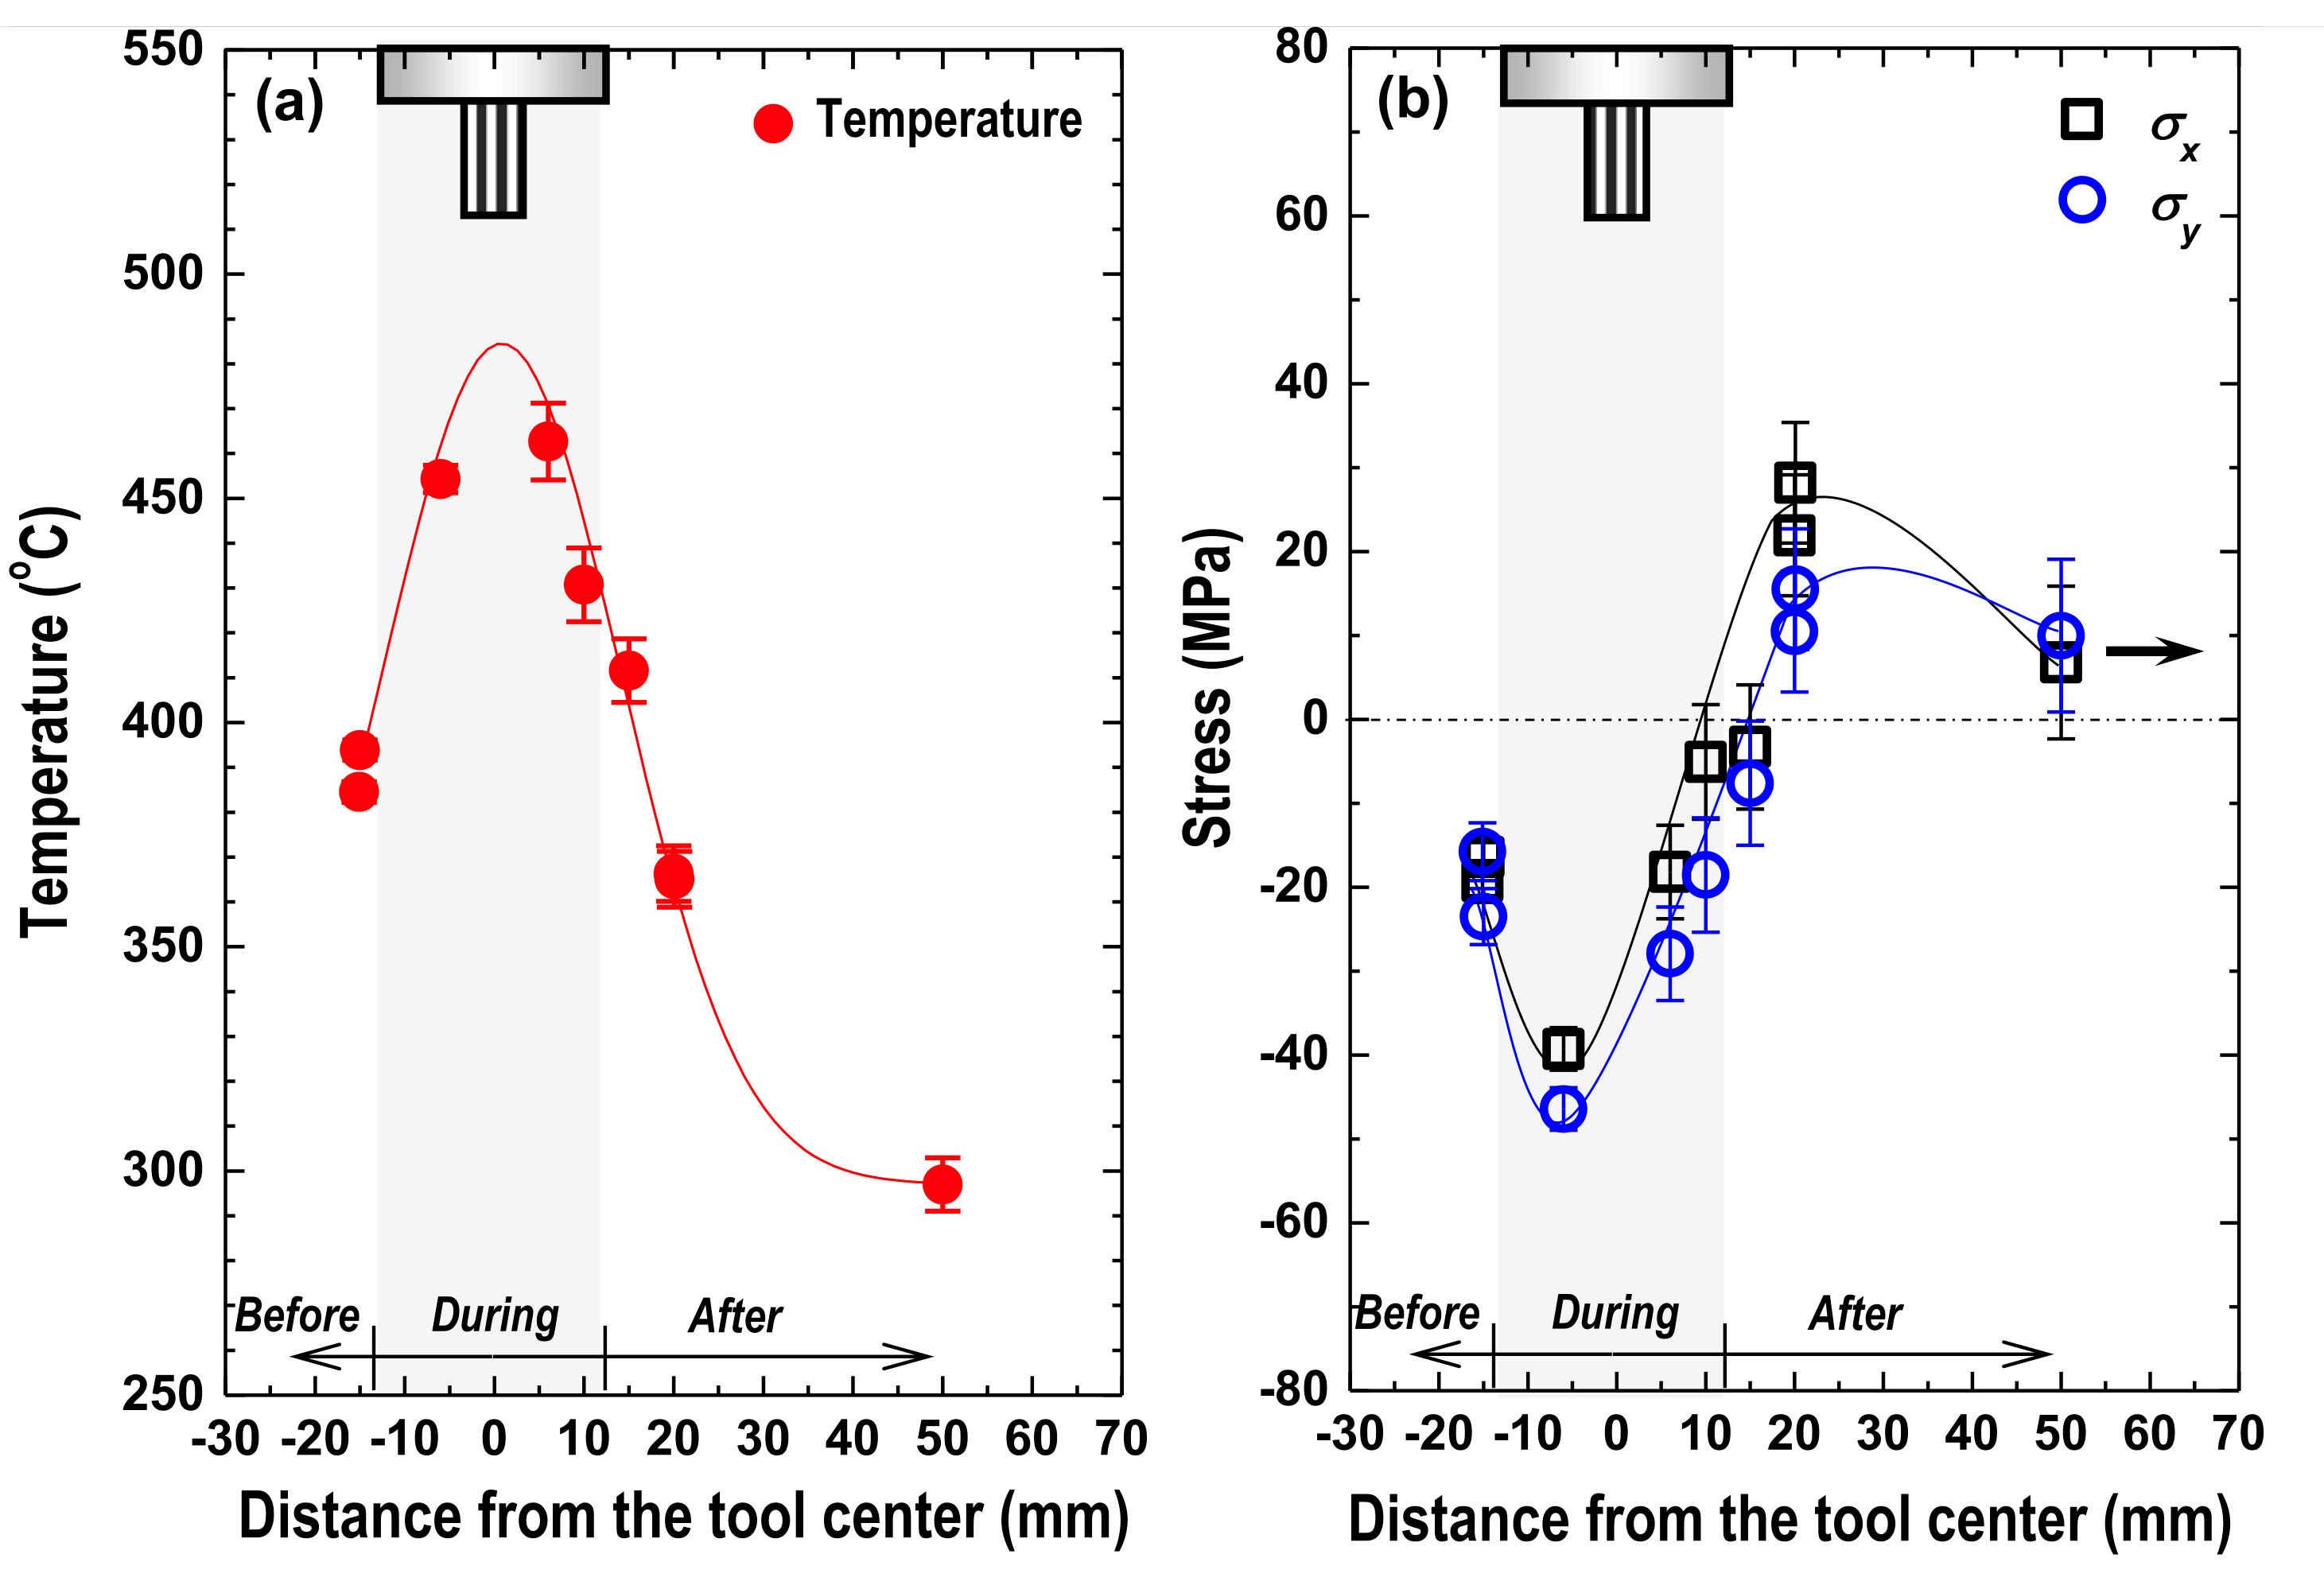 (a)
Temperature
550
500
450
400
350
300
250
Temperature (°C)
Before
During
After
-30 -20 -10 0 10 20 30 40 50 60 70
Distance from the tool center (mm)
(b)
σx
σy
80
60
40
20
0
-20
-40
-60
-80
Stress (MPa)
Before
During
After
-30 -20 -10 0 10 20 30 40 50 60 70
Distance from the tool center (mm)